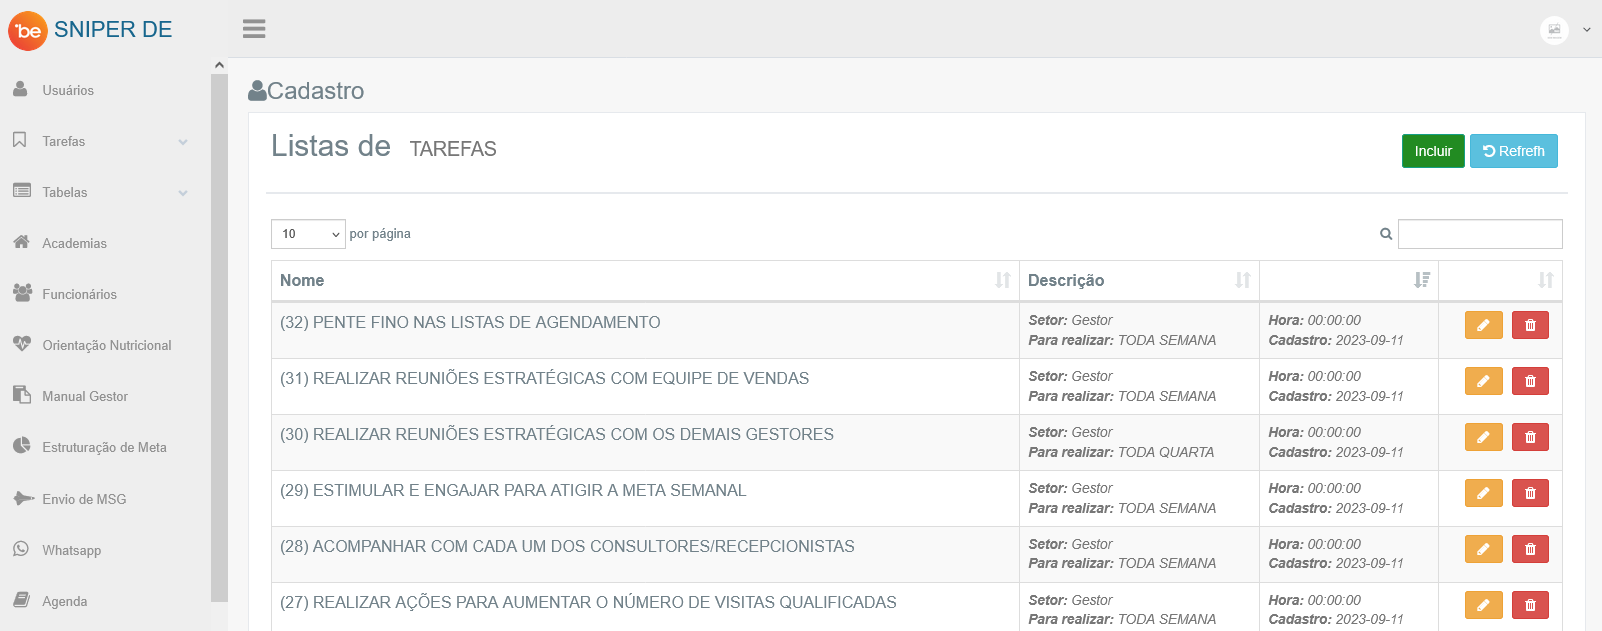 be SNIPER DE
Usuários
Tarefas
Tabelas
Academias
Funcionários
Orientação Nutricional
Manual Gestor
Estruturação de Meta
Envio de MSG
Whatsapp
Agenda
Cadastro
Listas de TAREFAS
Incluir Refrefh
10 por página
Nome Descrição
(32) PENTE FINO NAS LISTAS DE AGENDAMENTO
Setor: Gestor
Para realizar: TODA SEMANA
Hora: 00:00:00
Cadastro: 2023-09-11
(31) REALIZAR REUNIÕES ESTRATÉGICAS COM EQUIPE DE VENDAS
Setor: Gestor
Para realizar: TODA SEMANA
Hora: 00:00:00
Cadastro: 2023-09-11
(30) REALIZAR REUNIÕES ESTRATÉGICAS COM OS DEMAIS GESTORES
Setor: Gestor
Para realizar: TODA QUARTA
Hora: 00:00:00
Cadastro: 2023-09-11
(29) ESTIMULAR E ENGAJAR PARA ATIGIR A META SEMANAL
Setor: Gestor
Para realizar: TODA SEMANA
Hora: 00:00:00
Cadastro: 2023-09-11
(28) ACOMPANHAR COM CADA UM DOS CONSULTORES/RECEPCIONISTAS
Setor: Gestor
Para realizar: TODA SEMANA
Hora: 00:00:00
Cadastro: 2023-09-11
(27) REALIZAR AÇÕES PARA AUMENTAR O NÚMERO DE VISITAS QUALIFICADAS
Setor: Gestor
Para realizar: TODA SEMANA
Hora: 00:00:00
Cadastro: 2023-09-11